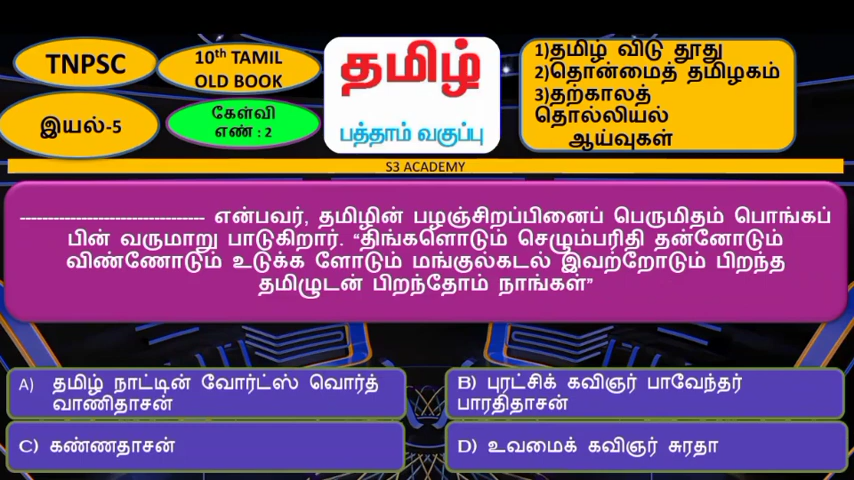 TNPSC
10th TAMIL
OLD BOOK
இயல்-5
கேள்வி
எண் : 2
தமிழ்
பத்தாம் வகுப்பு
1)தமிழ் விடு தூது
2)தொன்மைத் தமிழகம்
3)தற்காலத்
தொல்லியல்
ஆய்வுகள்
S3 ACADEMY
-------------------------------- என்பவர், தமிழின் பழஞ்சிறப்பினைப் பெருமிதம் பொங்கப்
பின் வருமாறு பாடுகிறார். “திங்களொடும் செழும்பரிதி தன்னோடும்
விண்ணோடும் உடுக்க ளோடும் மங்குல்கடல் இவற்றோடும் பிறந்த
தமிழுடன் பிறந்தோம் நாங்கள்”
A) தமிழ் நாட்டின் வோர்ட்ஸ் வொர்த்
வாணிதாசன்
B) புரட்சிக் கவிஞர் பாவேந்தர்
பாரதிதாசன்
C) கண்ணதாசன்
D) உவமைக் கவிஞர் சுரதா